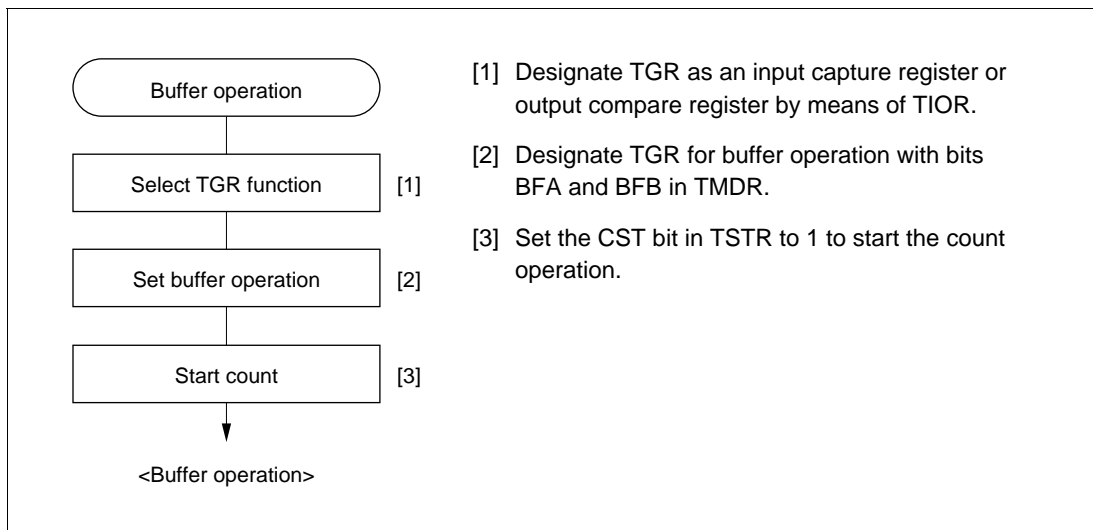 Buffer operation
Select TGR function
[1]
Set buffer operation
[2]
Start count
[3]
<Buffer operation>
[1] Designate TGR as an input capture register or
output compare register by means of TIOR.
[2] Designate TGR for buffer operation with bits
BFA and BFB in TMDR.
[3] Set the CST bit in TSTR to 1 to start the count
operation.